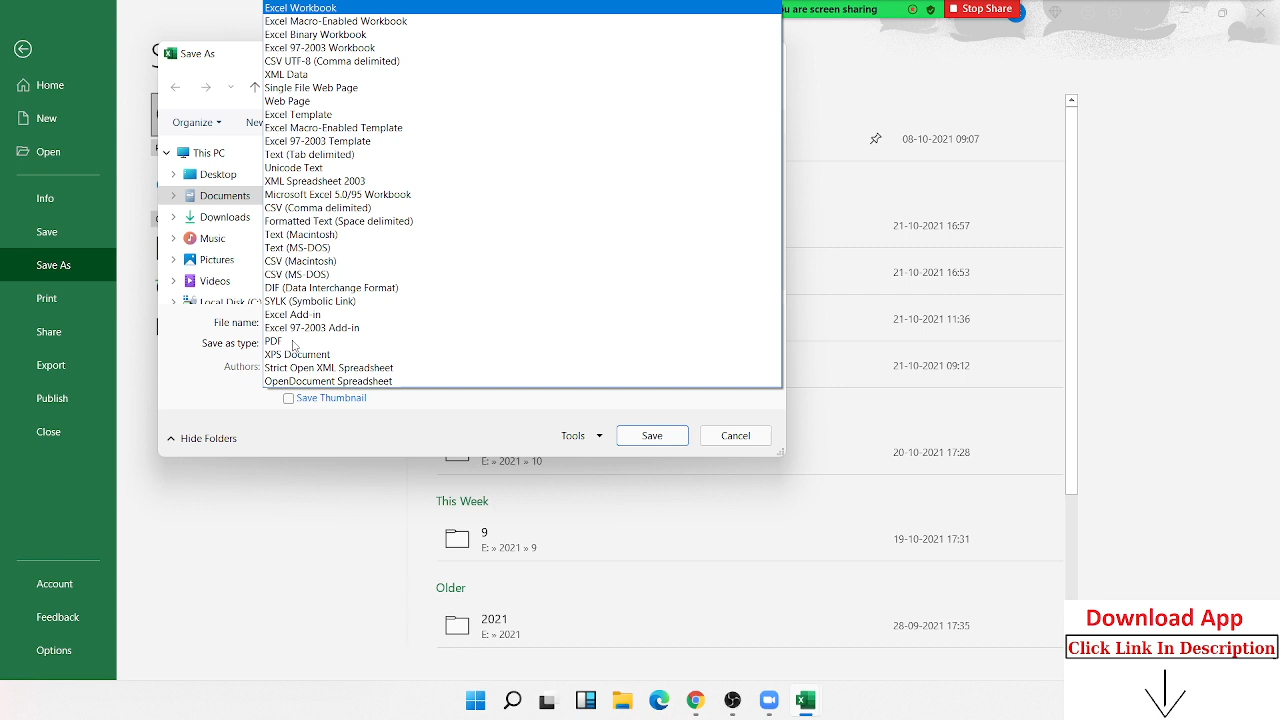 u are screen sharing
Stop Share
Home
New
Open
Info
Save
Save As
Print
Share
Export
Publish
Close
Account
Feedback
Options
S
Save As
Organize
New
This PC
Desktop
Documents
Downloads
Music
Pictures
Videos
Local Disk (C:
File name:
Save as type:
Authors:
Excel Workbook
Excel Macro-Enabled Workbook
Excel Binary Workbook
Excel 97-2003 Workbook
CSV UTF-8 (Comma delimited)
XML Data
Single File Web Page
Web Page
Excel Template
Excel Macro-Enabled Template
Excel 97-2003 Template
Text (Tab delimited)
Unicode Text
XML Spreadsheet 2003
Microsoft Excel 5.0/95 Workbook
CSV (Comma delimited)
Formatted Text (Space delimited)
Text (Macintosh)
Text (MS-DOS)
CSV (Macintosh)
CSV (MS-DOS)
DIF (Data Interchange Format)
SYLK (Symbolic Link)
Excel Add-in
Excel 97-2003 Add-in
PDF
XPS Document
Strict Open XML Spreadsheet
OpenDocument Spreadsheet
Save Thumbnail
Hide Folders
Tools
Save
Cancel
08-10-2021 09:07
21-10-2021 16:57
21-10-2021 16:53
21-10-2021 11:36
21-10-2021 09:12
E: » 2021 » 10
20-10-2021 17:28
This Week
9
E: » 2021 » 9
19-10-2021 17:31
Older
2021
E: » 2021
28-09-2021 17:35
Download App
Click Link In Description